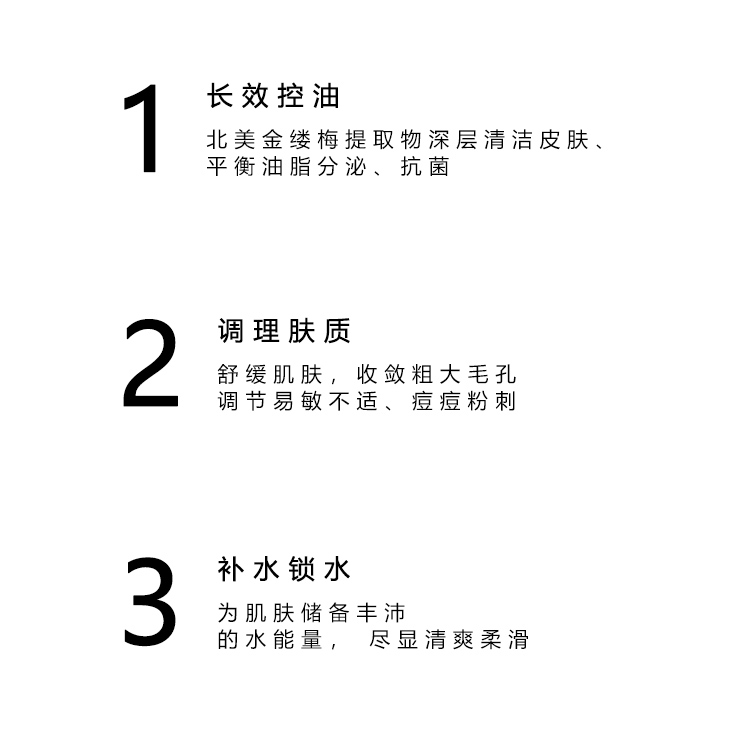 1
长效控油
北美金缕梅提取物深层清洁皮肤、
平衡油脂分泌、抗菌
2
调理肤质
舒缓肌肤，收敛粗大毛孔
调节易敏不适、痘痘粉刺
3
补水锁水
为肌肤储备丰沛
的水能量， 尽显清爽柔滑